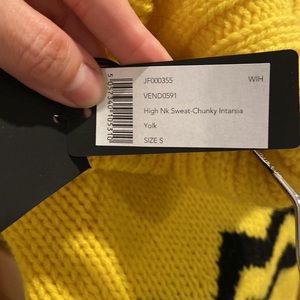 JF000355 WIH
VEND0591
High Nk Sweat-Chunky Intarsia
Yolk
SIZE S